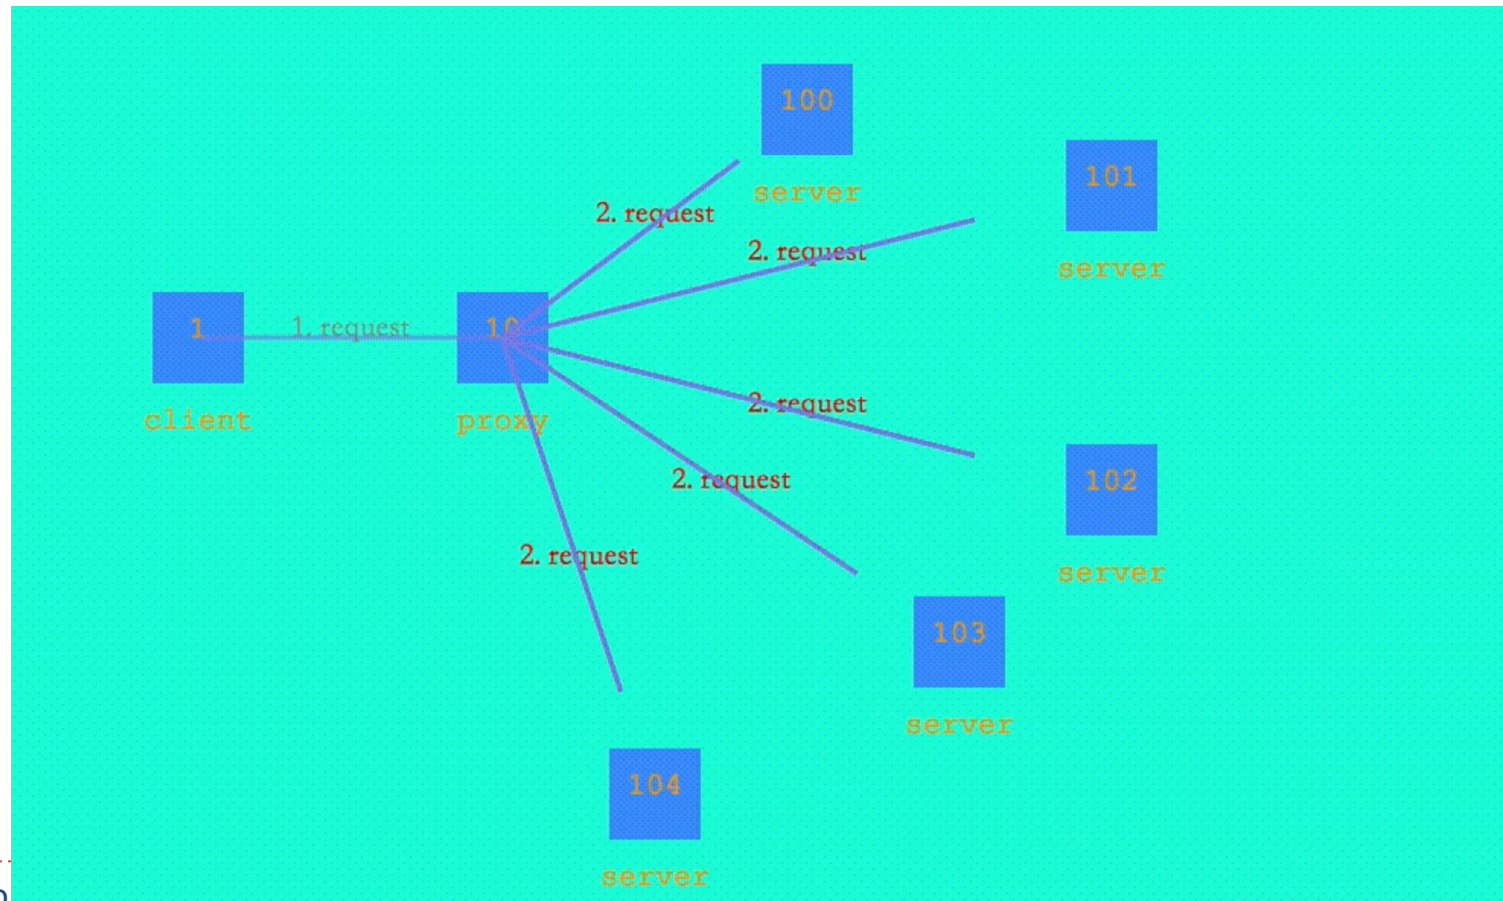 100
server
101
server
2. request
2. request
1
1. request
10
client
proxy
2. request
102
server
2. request
2. request
103
server
104
server